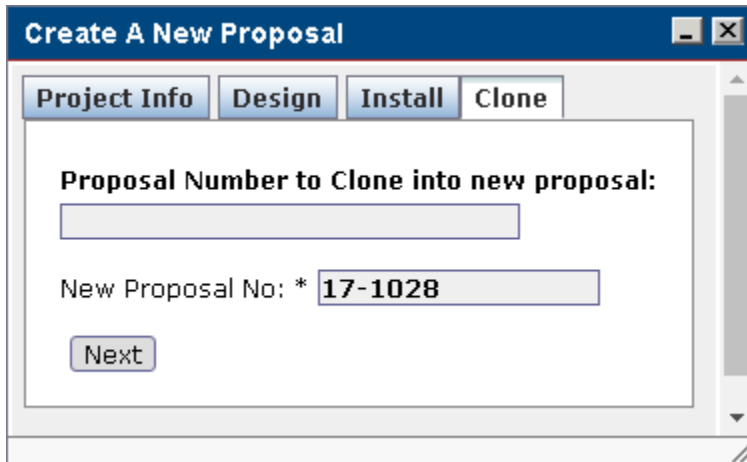 Create A New Proposal
Project Info Design Install Clone
Proposal Number to Clone into new proposal:
New Proposal No: * 17-1028
Next